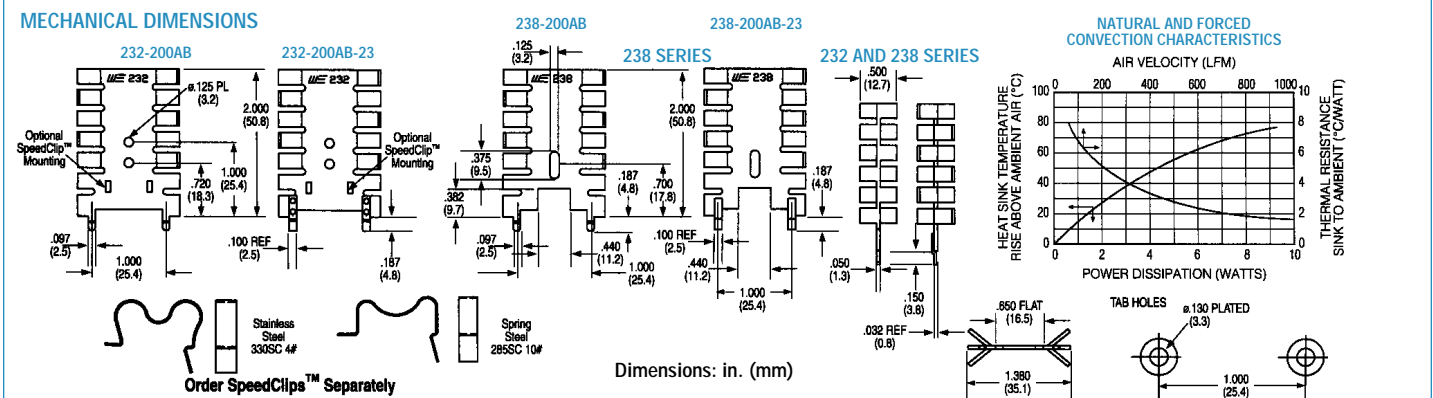 MECHANICAL DIMENSIONS
232-200AB
232-200AB-23
238-200AB
238-200AB-23
238 SERIES
232 AND 238 SERIES
NATURAL AND FORCED
CONVECTION CHARACTERISTICS
232
ø.125 PL
(3.2)
Optional
SpeedClip™
Mounting
2.000
(50.8)
1.000
(25.4)
.720
(18.3)
.097
(2.5)
1.000
(25.4)
232
Optional
SpeedClip™
Mounting
.100 REF
(2.5)
.187
(4.8)
.125
(3.2)
238
.375
(9.5)
.382
(9.7)
2.000
(50.8)
.187
(4.8)
.700
(17.8)
.097
(2.5)
.440
(11.2)
1.000
(25.4)
238
.187
(4.8)
.100 REF
(2.5)
.440
(11.2)
1.000
(25.4)
.500
(12.7)
.050
(1.3)
.150
(3.8)
.032 REF
(0.8)
AIR VELOCITY (LFM)
0 200 400 600 800 1000
HEAT SINK TEMPERATURE
RISE ABOVE AMBIENT AIR (°C)
100
80
60
40
20
0
10
8
6
4
2
0
THERMAL RESISTANCE
SINK TO AMBIENT (°C/WATT)
0 2 4 6 8 10
POWER DISSIPATION (WATTS)
Stainless
Steel
330SC 4#
Spring
Steel
285SC 10#
Order SpeedClips™ Separately
Dimensions: in. (mm)
.650 FLAT
(16.5)
1.380
(35.1)
TAB HOLES
ø.130 PLATED
(3.3)
1.000
(25.4)